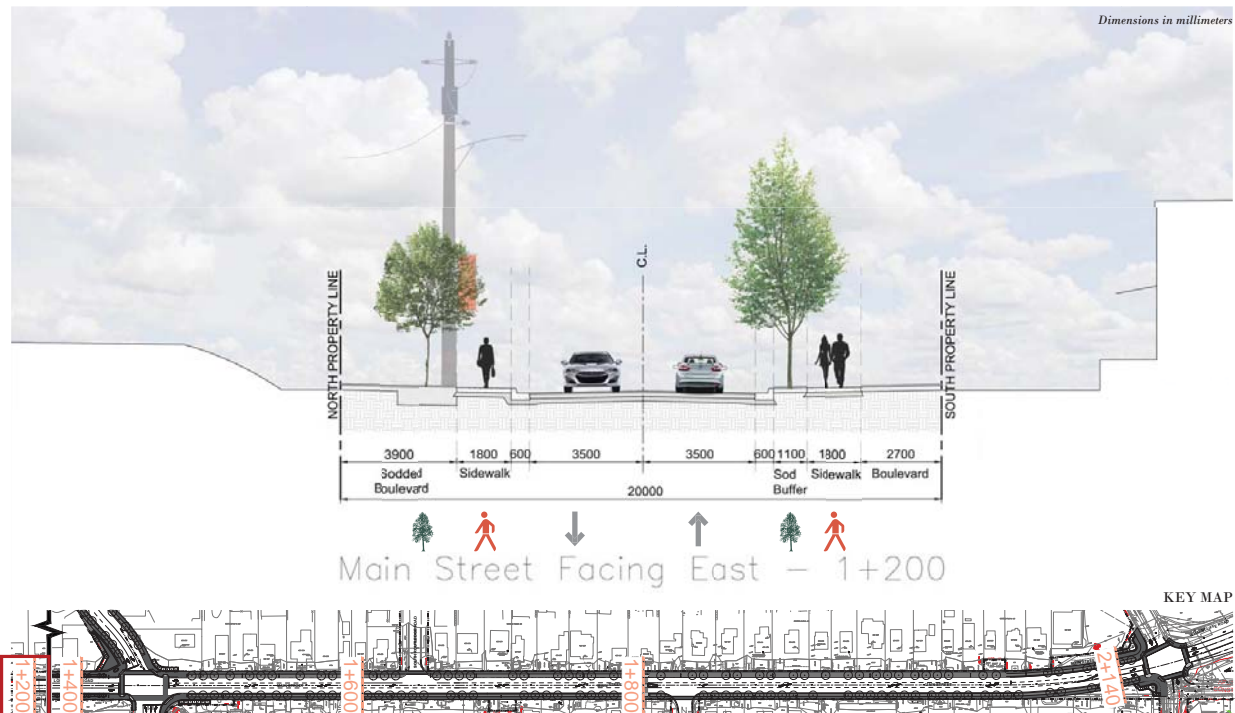 Dimensions in millimeters
C.L.
NORTH PROPERTY LINE
SOUTH PROPERTY LINE
3900 1800 600 3500 3500 600 1100 1800 2700
Sodded Boulevard
Sidewalk
Sod Buffer
Sidewalk
Boulevard
20000
Main Street Facing East - 1+200
KEY MAP
1+200
1+400
1+600
1+800
2+140